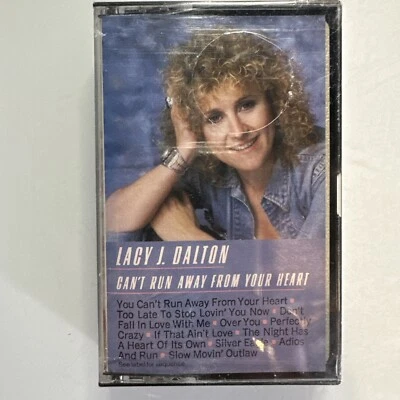 LACY J. DALTON
CAN'T RUN AWAY FROM YOUR HEART
You Can't Run Away From Your Heart •
Too Late To Stop Lovin' You Now • Don't
Fall In Love With Me • Over You • Perfectly
Crazy • If That Ain't Love • The Night Has
A Heart Of Its Own • Silver Eagle • Adios
And Run • Slow Movin' Outlaw